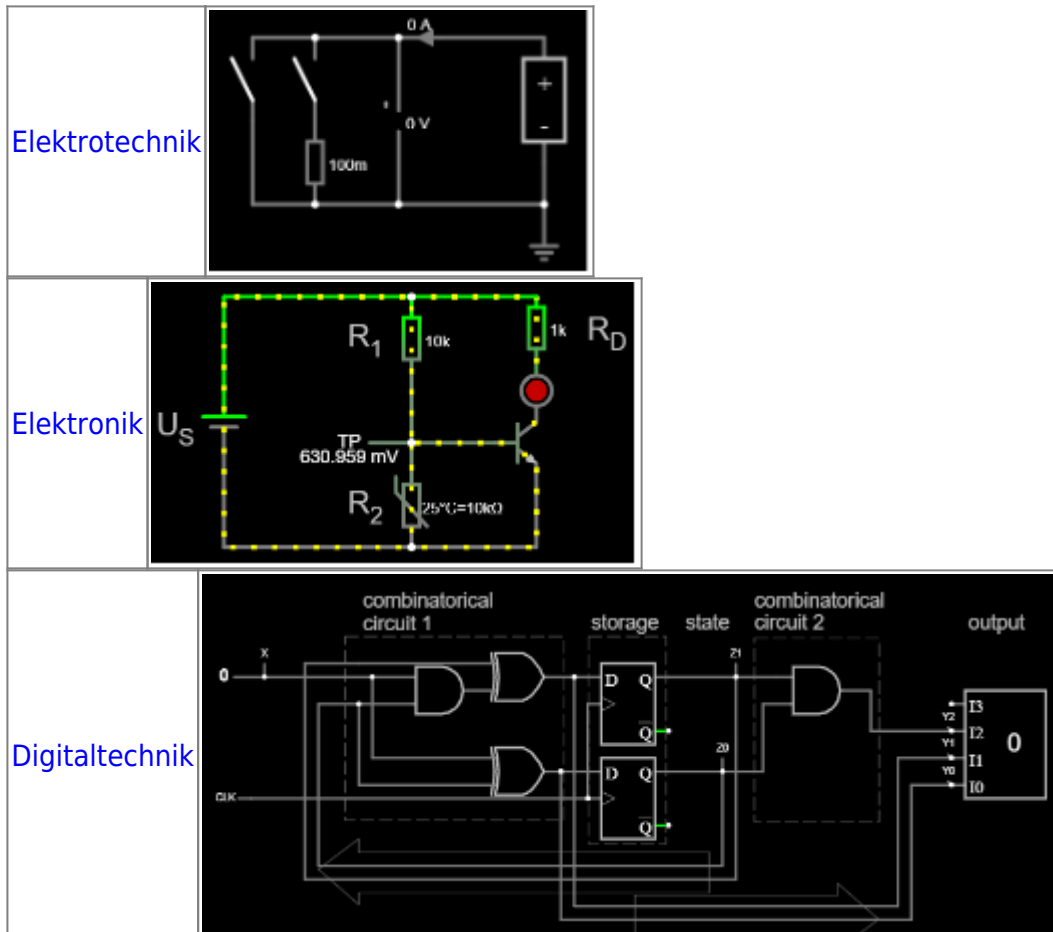 Elektrotechnik
0 A
+
-
0 V
100m
Elektronik
R1
10k
1k
RD
US
TP
630.959 mV
R2
25°C=10kΩ
Digitaltechnik
combinatorical
circuit 1
storage
state
combinatorical
circuit 2
output
X
0
Z1
D Q
Q
Z0
D Q
Q
CLK
Y2
I3
Y1
I2
0
Y0
I1
I0